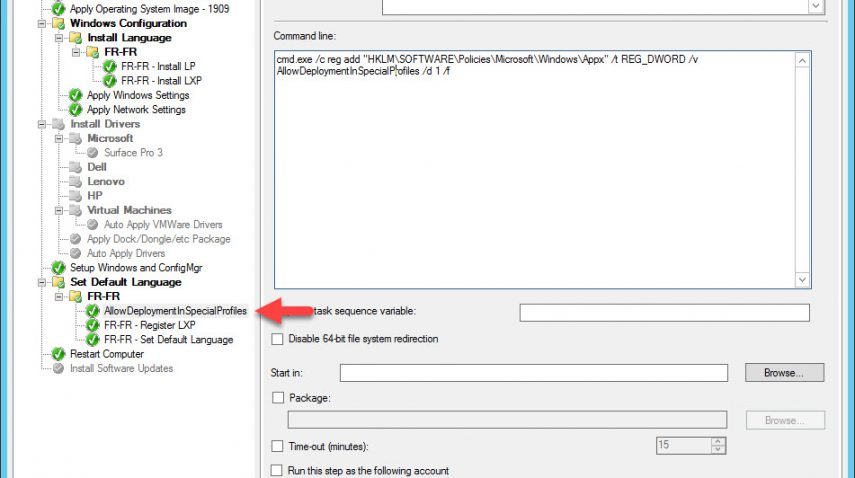 Apply Operating System Image - 1909
Windows Configuration
Install Language
FR-FR
FR-FR - Install LP
FR-FR - Install LXP
Apply Windows Settings
Apply Network Settings
Install Drivers
Microsoft
Surface Pro 3
Dell
Lenovo
HP
Virtual Machines
Auto Apply VMWare Drivers
Apply Dock/Dongle/etc Package
Auto Apply Drivers
Setup Windows and ConfigMgr
Set Default Language
FR-FR
AllowDeploymentInSpecialProfiles
FR-FR - Register LXP
FR-FR - Set Default Language
Restart Computer
Install Software Updates
Command line:
cmd.exe /c reg add "HKLM\SOFTWARE\Policies\Microsoft\Windows\Appx" /t REG_DWORD /v
AllowDeploymentInSpecialProfiles /d 1 /f
task sequence variable:
Disable 64-bit file system redirection
Start in:
Browse...
Package:
Browse...
Time-out (minutes):
15
Run this step as the following account